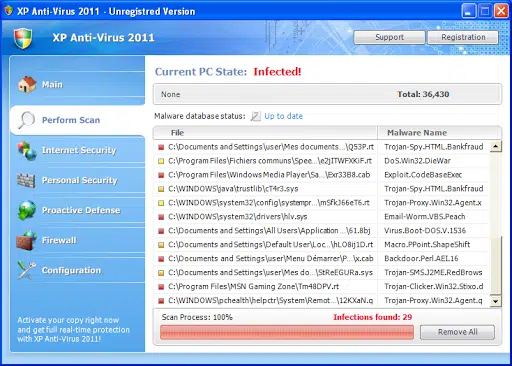 XP Anti-Virus 2011 - Unregistred Version
XP Anti-Virus 2011
Support
Registration
Main
Perform Scan
Internet Security
Personal Security
Proactive Defense
Firewall
Configuration
Activate your copy right now
and get full real-time protection
with XP Anti-Virus 2011!
Current PC State: Infected!
None Total: 36,430
Malware database status: Up to date
File Malware Name
C:\Documents and Settings\user\Mes documents...\Q53P.rt Trojan-Spy.HTML.Bankfraud
C:\Program Files\Fichiers communs\Spee...\e2JITWFXKiF.rt DoS.Win32.DieWar
C:\Program Files\Windows Media Player\Sa...\Exr33B8.cab Exploit.CodeBaseExec
C:\WINDOWS\java\trustlib\cT4r3.sys Trojan-Spy.HTML.Bankfraud
C:\WINDOWS\system32\config\systempr...\mSfkJ66eT6.rt Trojan-Proxy.Win32.Agent.x
C:\WINDOWS\system32\drivers\hlv.sys Email-Worm.VBS.Peach
C:\Documents and Settings\All Users\Application ...\61.8bj Virus-Boot-DOS.V.1536
C:\Documents and Settings\Default User\Loc...\hLO8j1D.rt Macro.PPoint.ShapeShift
C:\Documents and Settings\user\Menu Démarrer\P...\x.cab Backdoor.Perl.AEI.16
C:\Documents and Settings\user\Mes do...\StReEGURa.sys Trojan-SMS.J2ME.RedBrows
C:\Program Files\MSN Gaming Zone\Tm48DPV.rt Trojan-Clicker.Win32.Stixo.d
C:\WINDOWS\pchealth\helpctr\System\Remot...\12KXaN.q Trojan-Proxy.Win32.Agent.q
Scan Process: 100% Infections found: 29
Remove All